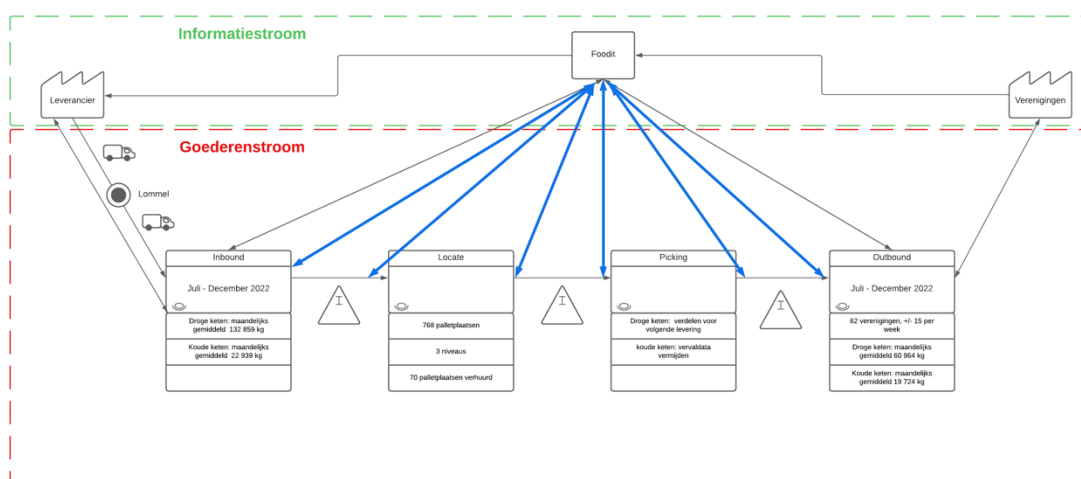 Informatiestroom
Foodit
Leverancier
Verenigingen
Goederenstroom
Lommel
Inbound
Juli - December 2022
Droge keten: maandelijks
gemiddeld 132 859 kg
Koude keten: maandelijks
gemiddeld 22 939 kg
I
Locate
768 palletplaatsen
3 niveaus
70 palletplaatsen verhuurd
I
Picking
Droge keten: verdelen voor
volgende levering
koude keten: vervaldata
vermijden
I
Outbound
Juli - December 2022
62 verenigingen, +/- 15 per
week
Droge keten: maandelijks
gemiddeld 60 964 kg
Koude keten: maandelijks
gemiddeld 19 724 kg